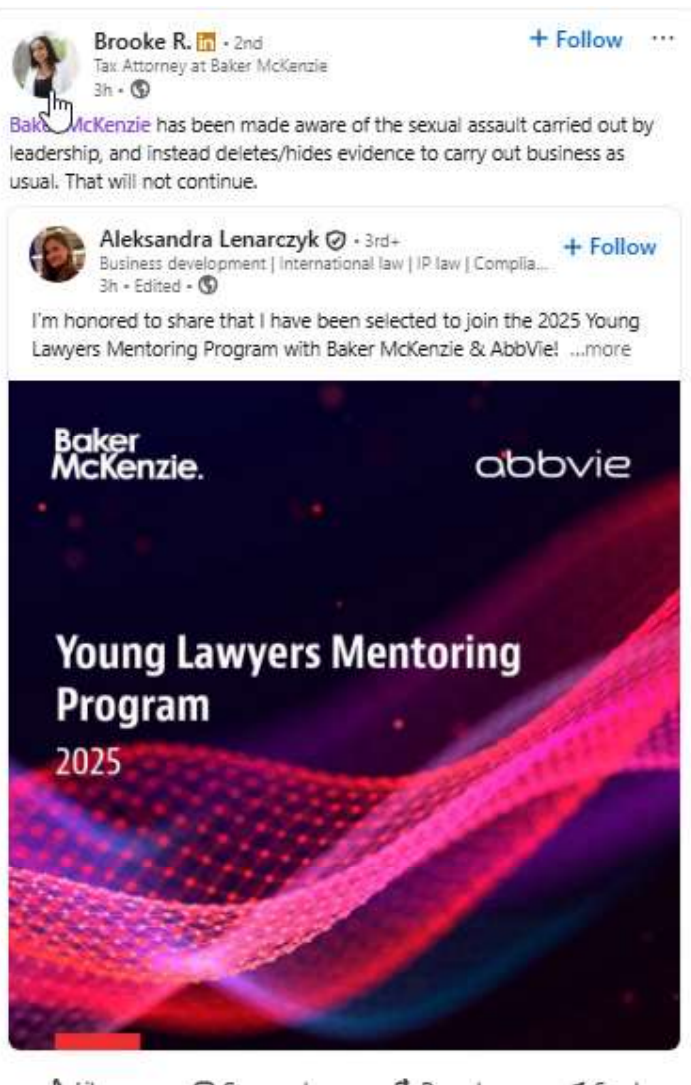 Brooke R. in • 2nd
+ Follow ...
Tax Attorney at Baker McKenzie
3h •
Baker McKenzie has been made aware of the sexual assault carried out by
leadership, and instead deletes/hides evidence to carry out business as
usual. That will not continue.
Aleksandra Lenarczyk • 3rd+
+ Follow
Business development | International law | IP law | Complia...
3h • Edited •
I'm honored to share that I have been selected to join the 2025 Young
Lawyers Mentoring Program with Baker McKenzie & AbbVie! ...more
Baker
McKenzie.
abbvie
Young Lawyers Mentoring
Program
2025